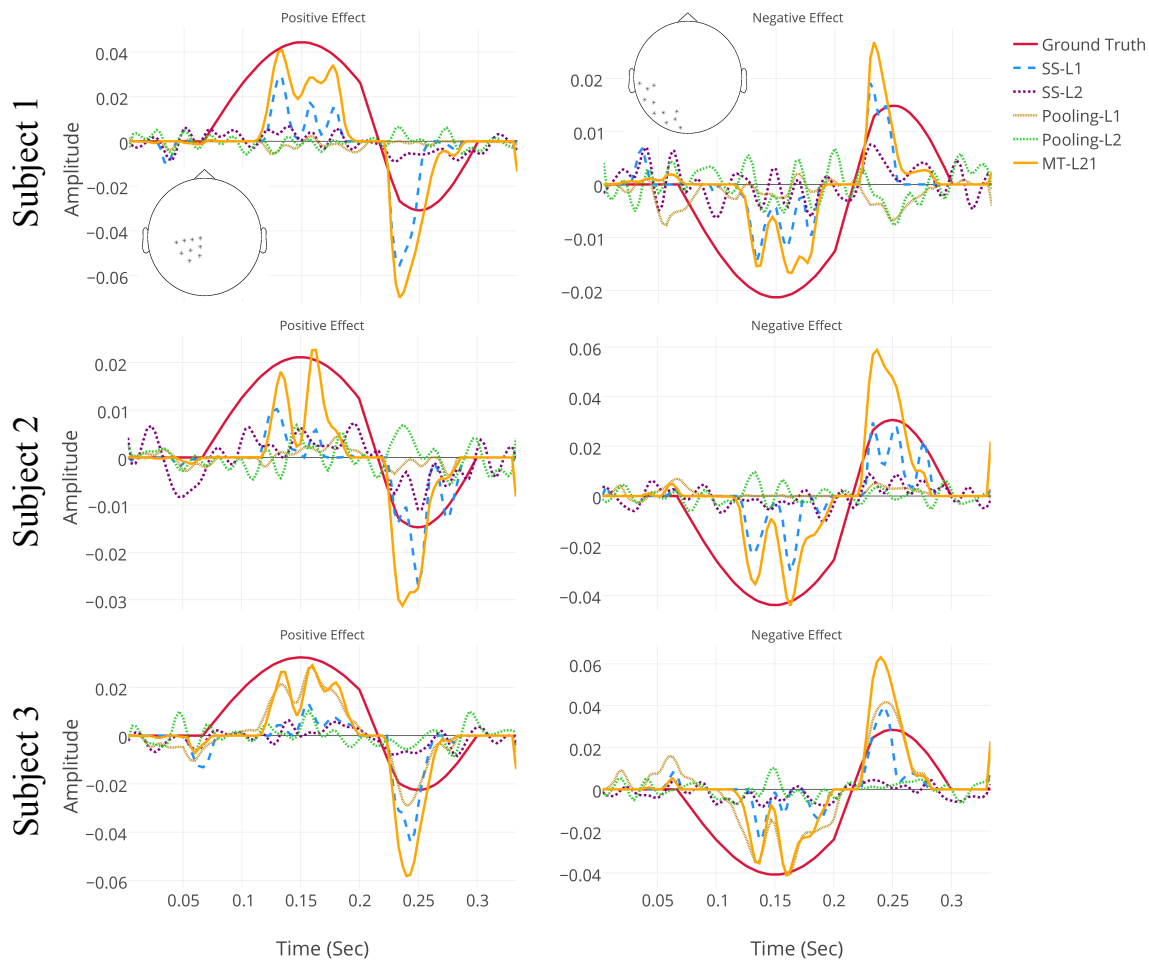 Positive Effect
Negative Effect
Ground Truth
SS-L1
SS-L2
Pooling-L1
Pooling-L2
MT-L21
Subject 1
Amplitude
0.04
0.02
0
−0.02
−0.04
−0.06
0.02
0.01
0
−0.01
−0.02
Positive Effect
Negative Effect
Subject 2
Amplitude
0.02
0.01
0
−0.01
−0.02
−0.03
0.06
0.04
0.02
0
−0.02
−0.04
Positive Effect
Negative Effect
Subject 3
Amplitude
0.02
0
−0.02
−0.04
−0.06
0.06
0.04
0.02
0
−0.02
−0.04
0.05 0.1 0.15 0.2 0.25 0.3
0.05 0.1 0.15 0.2 0.25 0.3
Time (Sec)
Time (Sec)